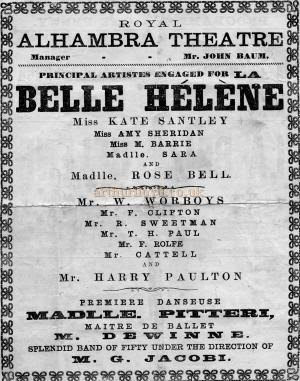 ROYAL
ALHAMBRA THEATRE
Manager - - Mr. JOHN BAUM.
PRINCIPAL ARTISTES ENGAGED FOR LA
BELLE HÉLÈNE
Miss KATE SANTLEY
Miss AMY SHERIDAN
Miss M. BARRIE
Madlle. SARA
AND
Madlle. ROSE BELL.
Mr. W. WORBOYS
Mr. F. CLIFTON
Mr. R. SWEETMAN
Mr. T. H. PAUL
Mr. F. ROLFE
Mr. CATTELL
AND
Mr. HARRY PAULTON
PREMIERE DANSEUSE
MADLLE. PITTERI,
MAITRE DE BALLET
M. DEWINNE.
SPLENDID BAND OF FIFTY UNDER THE DIRECTION OF
M. G. JACOBI.